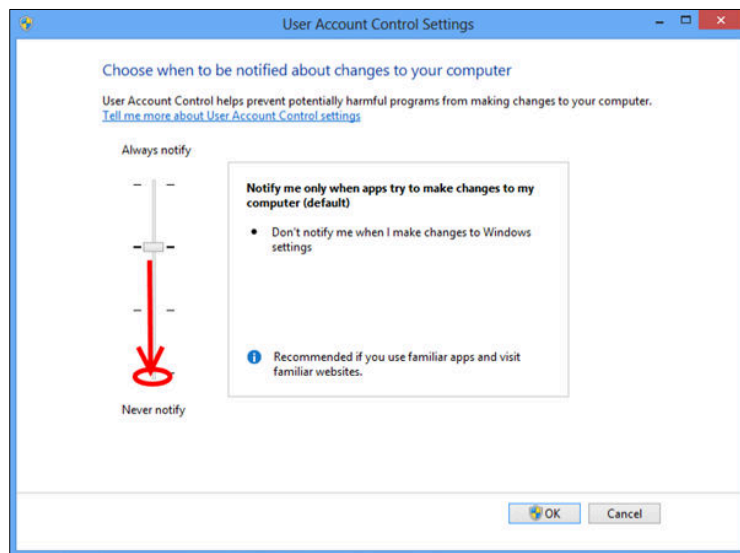 User Account Control Settings
Choose when to be notified about changes to your computer
User Account Control helps prevent potentially harmful programs from making changes to your computer.
Tell me more about User Account Control settings
Always notify
Notify me only when apps try to make changes to my
computer (default)
• Don't notify me when I make changes to Windows
settings
Recommended if you use familiar apps and visit
familiar websites.
Never notify
OK
Cancel